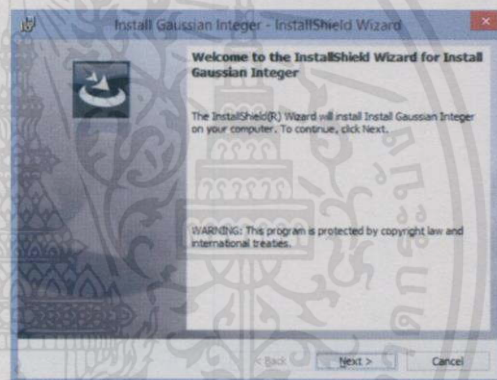 Install Gaussian Integer - InstallShield Wizard
Welcome to the InstallShield Wizard for Install
Gaussian Integer
The InstallShield(R) Wizard will install Install Gaussian Integer
on your computer. To continue, click Next.
WARNING: This program is protected by copyright law and
international treaties.
< Back
Next >
Cancel